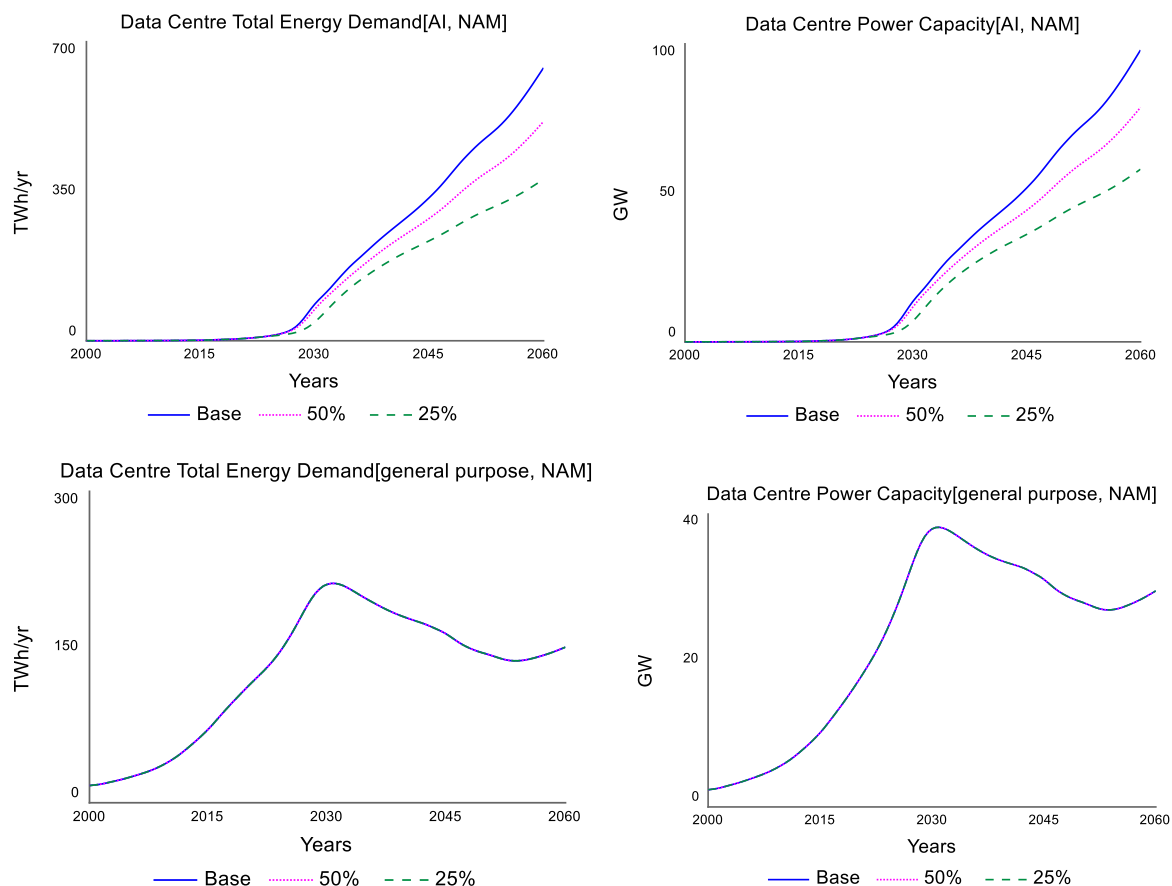 Data Centre Total Energy Demand[AI, NAM]
700
350
0
TWh/yr
2000 2015 2030 2045 2060
Years
Base 50% 25%
Data Centre Power Capacity[AI, NAM]
100
50
0
GW
2000 2015 2030 2045 2060
Years
Base 50% 25%
Data Centre Total Energy Demand[general purpose, NAM]
300
150
0
TWh/yr
2000 2015 2030 2045 2060
Years
Base 50% 25%
Data Centre Power Capacity[general purpose, NAM]
40
20
0
GW
2000 2015 2030 2045 2060
Years
Base 50% 25%